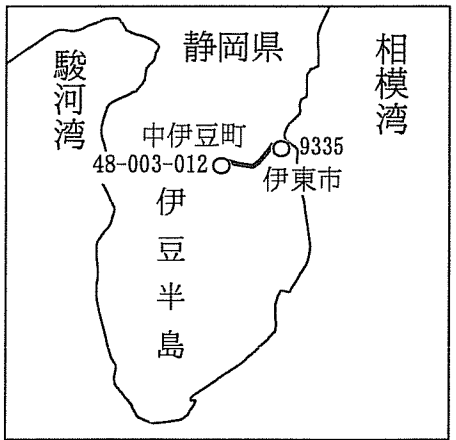 静岡県
相模湾
駿河湾
中伊豆町
9335
48-003-012
伊東市
伊豆半島